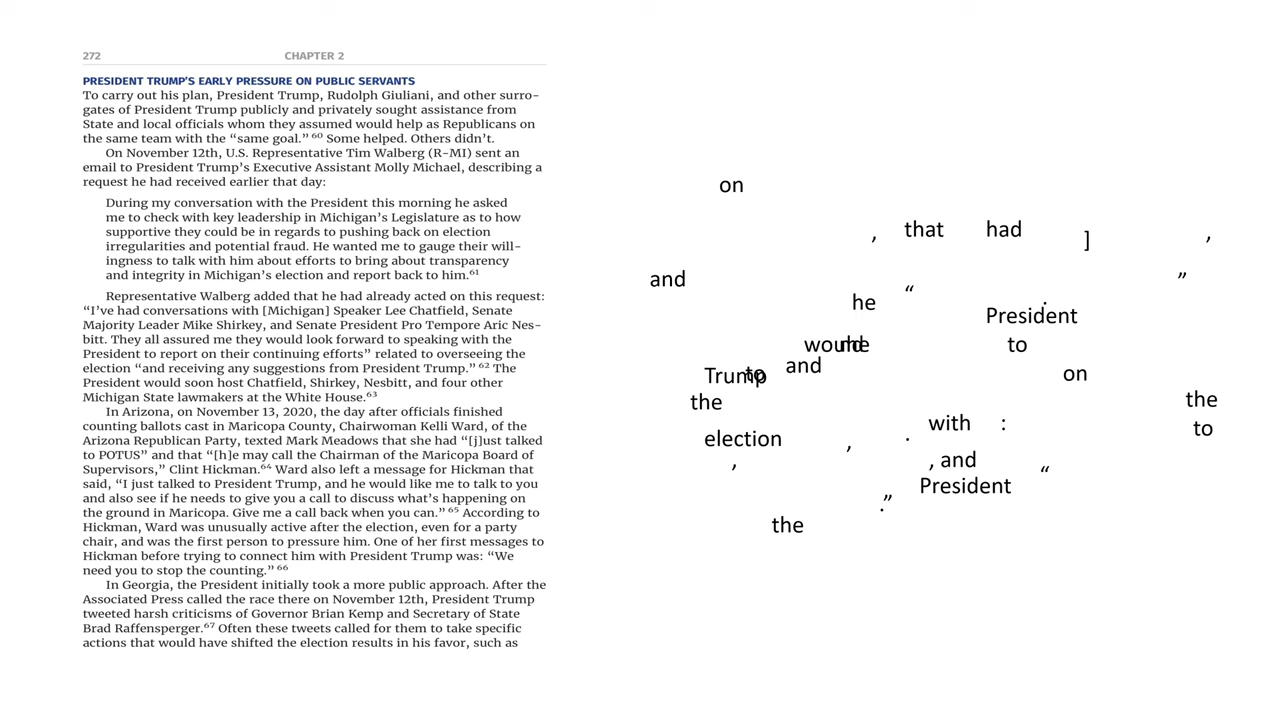 272 CHAPTER 2
PRESIDENT TRUMP'S EARLY PRESSURE ON PUBLIC SERVANTS
To carry out his plan, President Trump, Rudolph Giuliani, and other surro-
gates of President Trump publicly and privately sought assistance from
State and local officials whom they assumed would help as Republicans on
the same team with the “same goal.” 60 Some helped. Others didn’t.
On November 12th, U.S. Representative Tim Walberg (R-MI) sent an
email to President Trump’s Executive Assistant Molly Michael, describing a
request he had received earlier that day:
During my conversation with the President this morning he asked
me to check with key leadership in Michigan’s Legislature as to how
supportive they could be in regards to pushing back on election
irregularities and potential fraud. He wanted me to gauge their will-
ingness to talk with him about efforts to bring about transparency
and integrity in Michigan’s election and report back to him.61
Representative Walberg added that he had already acted on this request:
“I’ve had conversations with [Michigan] Speaker Lee Chatfield, Senate
Majority Leader Mike Shirkey, and Senate President Pro Tempore Aric Nes-
bitt. They all assured me they would look forward to speaking with the
President to report on their continuing efforts” related to overseeing the
election “and receiving any suggestions from President Trump.” 62 The
President would soon host Chatfield, Shirkey, Nesbitt, and four other
Michigan State lawmakers at the White House.63
In Arizona, on November 13, 2020, the day after officials finished
counting ballots cast in Maricopa County, Chairwoman Kelli Ward, of the
Arizona Republican Party, texted Mark Meadows that she had “[j]ust talked
to POTUS” and that “[h]e may call the Chairman of the Maricopa Board of
Supervisors,” Clint Hickman.64 Ward also left a message for Hickman that
said, “I just talked to President Trump, and he would like me to talk to you
and also see if he needs to give you a call to discuss what’s happening on
the ground in Maricopa. Give me a call back when you can.” 65 According to
Hickman, Ward was unusually active after the election, even for a party
chair, and was the first person to pressure him. One of her first messages to
Hickman before trying to connect him with President Trump was: “We
need you to stop the counting.” 66
In Georgia, the President initially took a more public approach. After the
Associated Press called the race there on November 12th, President Trump
tweeted harsh criticisms of Governor Brian Kemp and Secretary of State
Brad Raffensperger.67 Often these tweets called for them to take specific
actions that would have shifted the election results in his favor, such as
on
, that had ] ,
and ”
he “ .
President
would me to
and
Trump to on
the the
with : to
election , .
, , and “
President
.”
the